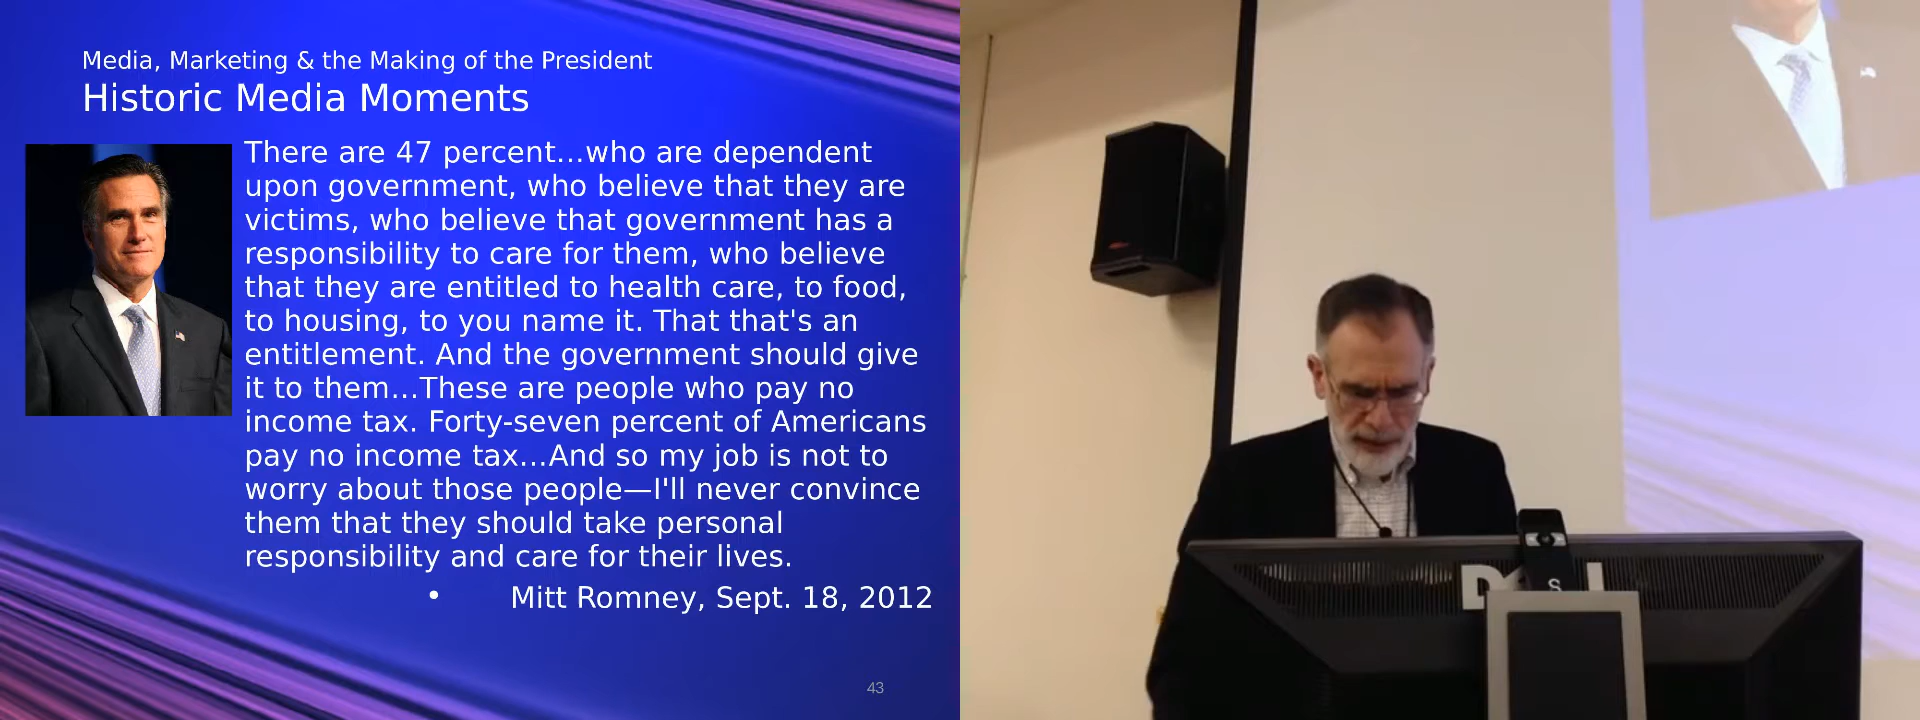 Media, Marketing & the Making of the President
Historic Media Moments
There are 47 percent...who are dependent
upon government, who believe that they are
victims, who believe that government has a
responsibility to care for them, who believe
that they are entitled to health care, to food,
to housing, to you name it. That that's an
entitlement. And the government should give
it to them...These are people who pay no
income tax. Forty-seven percent of Americans
pay no income tax...And so my job is not to
worry about those people—I'll never convince
them that they should take personal
responsibility and care for their lives.
• Mitt Romney, Sept. 18, 2012
43
S